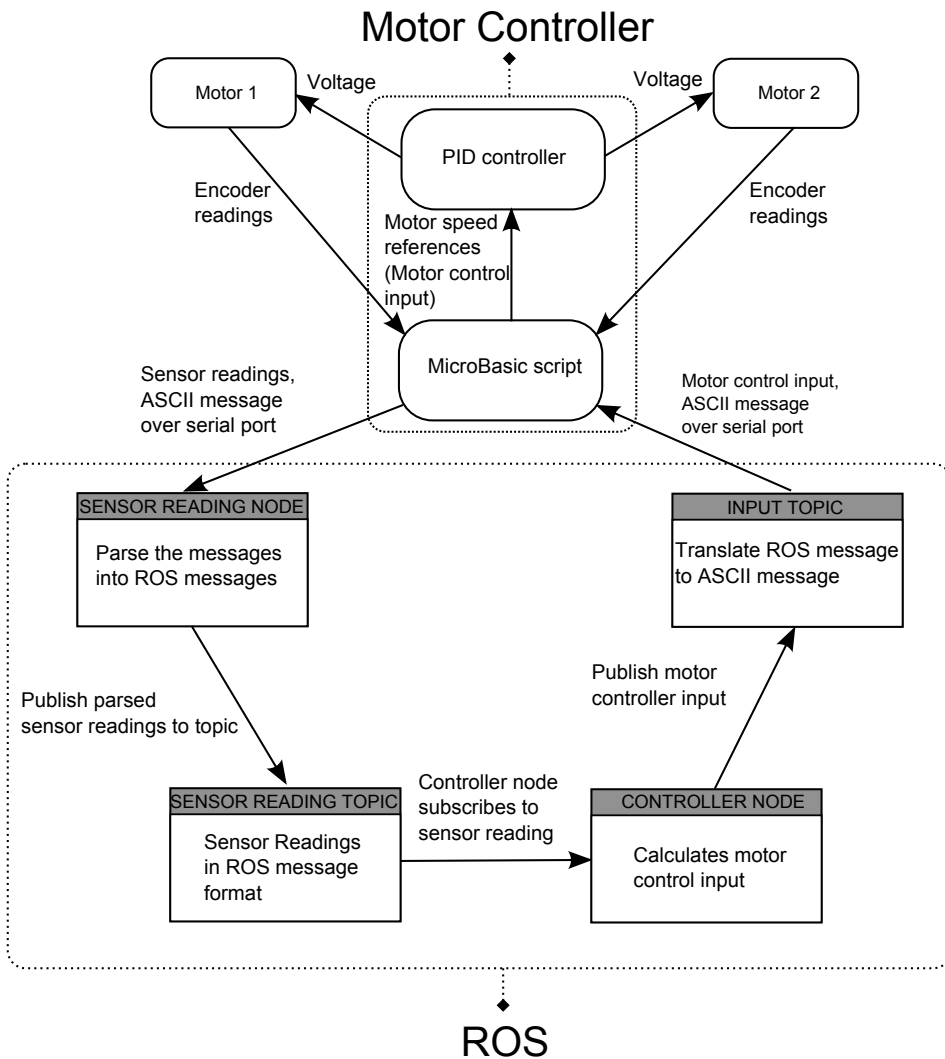 Motor Controller
Motor 1
Voltage
Voltage
Motor 2
PID controller
Encoder
readings
Motor speed
references
(Motor control
input)
Encoder
readings
MicroBasic script
Sensor readings,
ASCII message
over serial port
Motor control input,
ASCII message
over serial port
SENSOR READING NODE
Parse the messages
into ROS messages
INPUT TOPIC
Translate ROS message
to ASCII message
Publish parsed
sensor readings to topic
Publish motor
controller input
SENSOR READING TOPIC
Sensor Readings
in ROS message
format
Controller node
subscribes to
sensor reading
CONTROLLER NODE
Calculates motor
control input
ROS